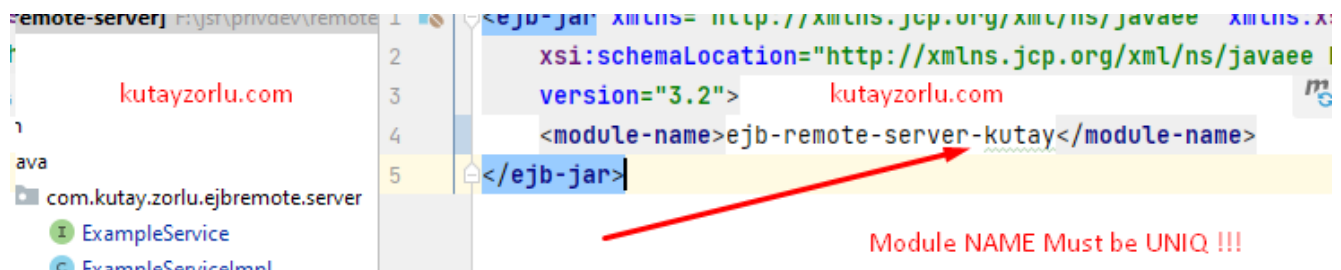 remote-server] F:\jsf\privdev\remote
kutayzorlu.com
ava
com.kutay.zorlu.ejbremote.server
ExampleService
ExampleServiceImpl
1 <ejb-jar xmlns="http://xmlns.jcp.org/xml/ns/javaee" xmlns:xs
2 xsi:schemaLocation="http://xmlns.jcp.org/xml/ns/javaee
3 version="3.2"> kutayzorlu.com
4 <module-name>ejb-remote-server-kutay</module-name>
5 </ejb-jar>
Module NAME Must be UNIQ !!!